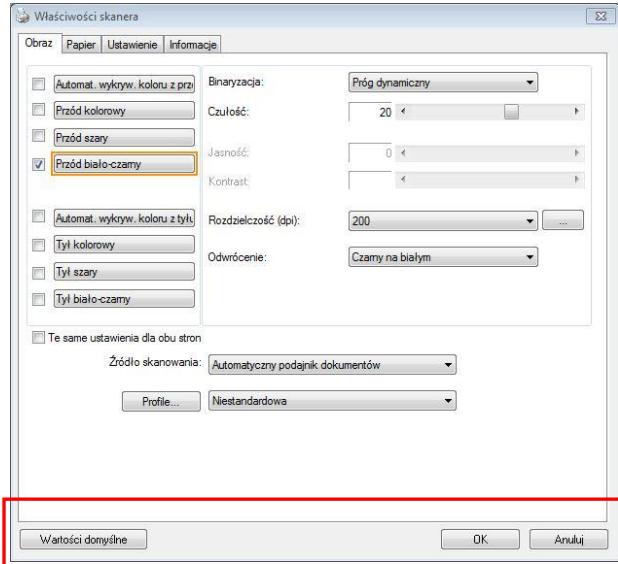 Właściwości skanera
Obraz Papier Ustawienie Informacje
Automat. wykryw. koloru z prz
Binaryzacja: Próg dynamiczny
Przód kolorowy
Czułość: 20
Przód szary
Jasność: 0
Przód biało-czarny
Kontrast:
Automat. wykryw. koloru z tyłu
Rozdzielczość (dpi): 200 ...
Tył kolorowy
Odwrócenie: Czarny na białym
Tył szary
Tył biało-czarny
Te same ustawienia dla obu stron
Źródło skanowania: Automatyczny podajnik dokumentów
Profile... Niestandardowa
Wartości domyślne OK Anuluj